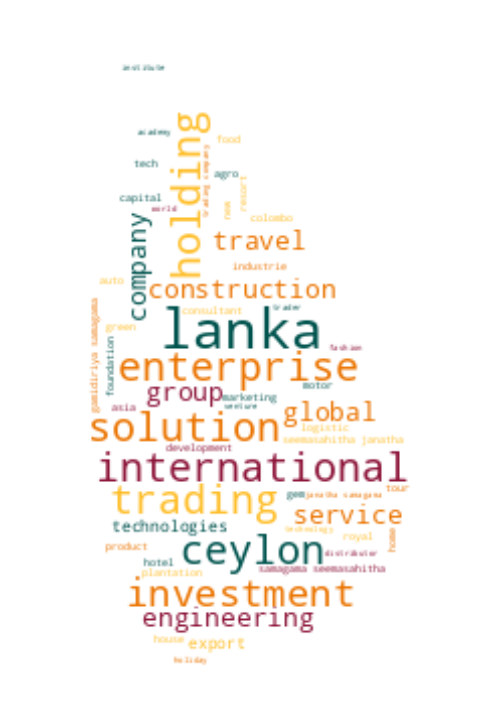 institute
academy
holding
food
tech
trading company
agro
capital
world
new
resort
company
colombo
travel
industrie
auto
construction
gamidiriya samagama
consultant
trader
green
lanka
foundation
fashion
enterprise
motor
group
marketing
asia
venture
global
solution
logistic
seemasahitha janatha
development
international
trading
gem
janatha samagama
tour
service
technologies
technology
home
royal
product
ceylon
distributor
hotel
samagama seemasahitha
plantation
investment
engineering
house
export
holiday